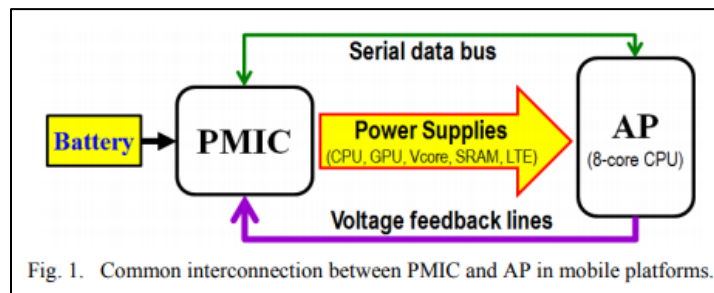 Serial data bus
Battery
PMIC
Power Supplies
(CPU, GPU, Vcore, SRAM, LTE)
AP
(8-core CPU)
Voltage feedback lines
Fig. 1. Common interconnection between PMIC and AP in mobile platforms.